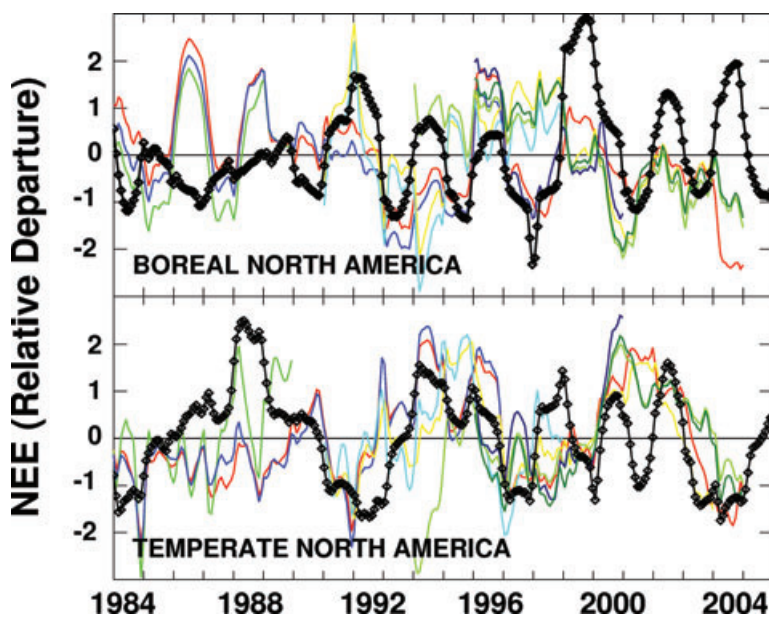 NEE (Relative Departure)
2
1
0
-1
-2
BOREAL NORTH AMERICA
2
1
0
-1
-2
TEMPERATE NORTH AMERICA
1984 1988 1992 1996 2000 2004